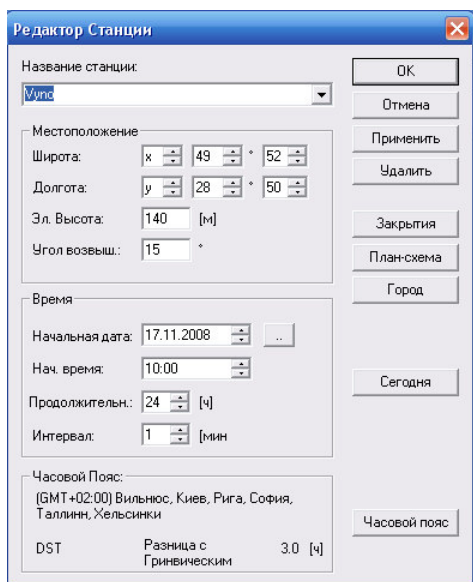 Редактор Станции
Название станции:
Vyno
OK
Отмена
Применить
Удалить
Местоположение
Широта: x 49 ° 52
Долгота: y 28 ° 50
Эл. Высота: 140 [м]
Угол возвыш.: 15 °
Закрытия
План-схема
Город
Время
Начальная дата: 17.11.2008 ..
Нач. время: 10:00
Продолжительн.: 24 [ч]
Интервал: 1 [мин
Сегодня
Часовой Пояс:
(GMT+02:00) Вильнюс, Киев, Рига, София,
Таллинн, Хельсинки
DST Разница с 3.0 [ч]
Гринвическим
Часовой пояс